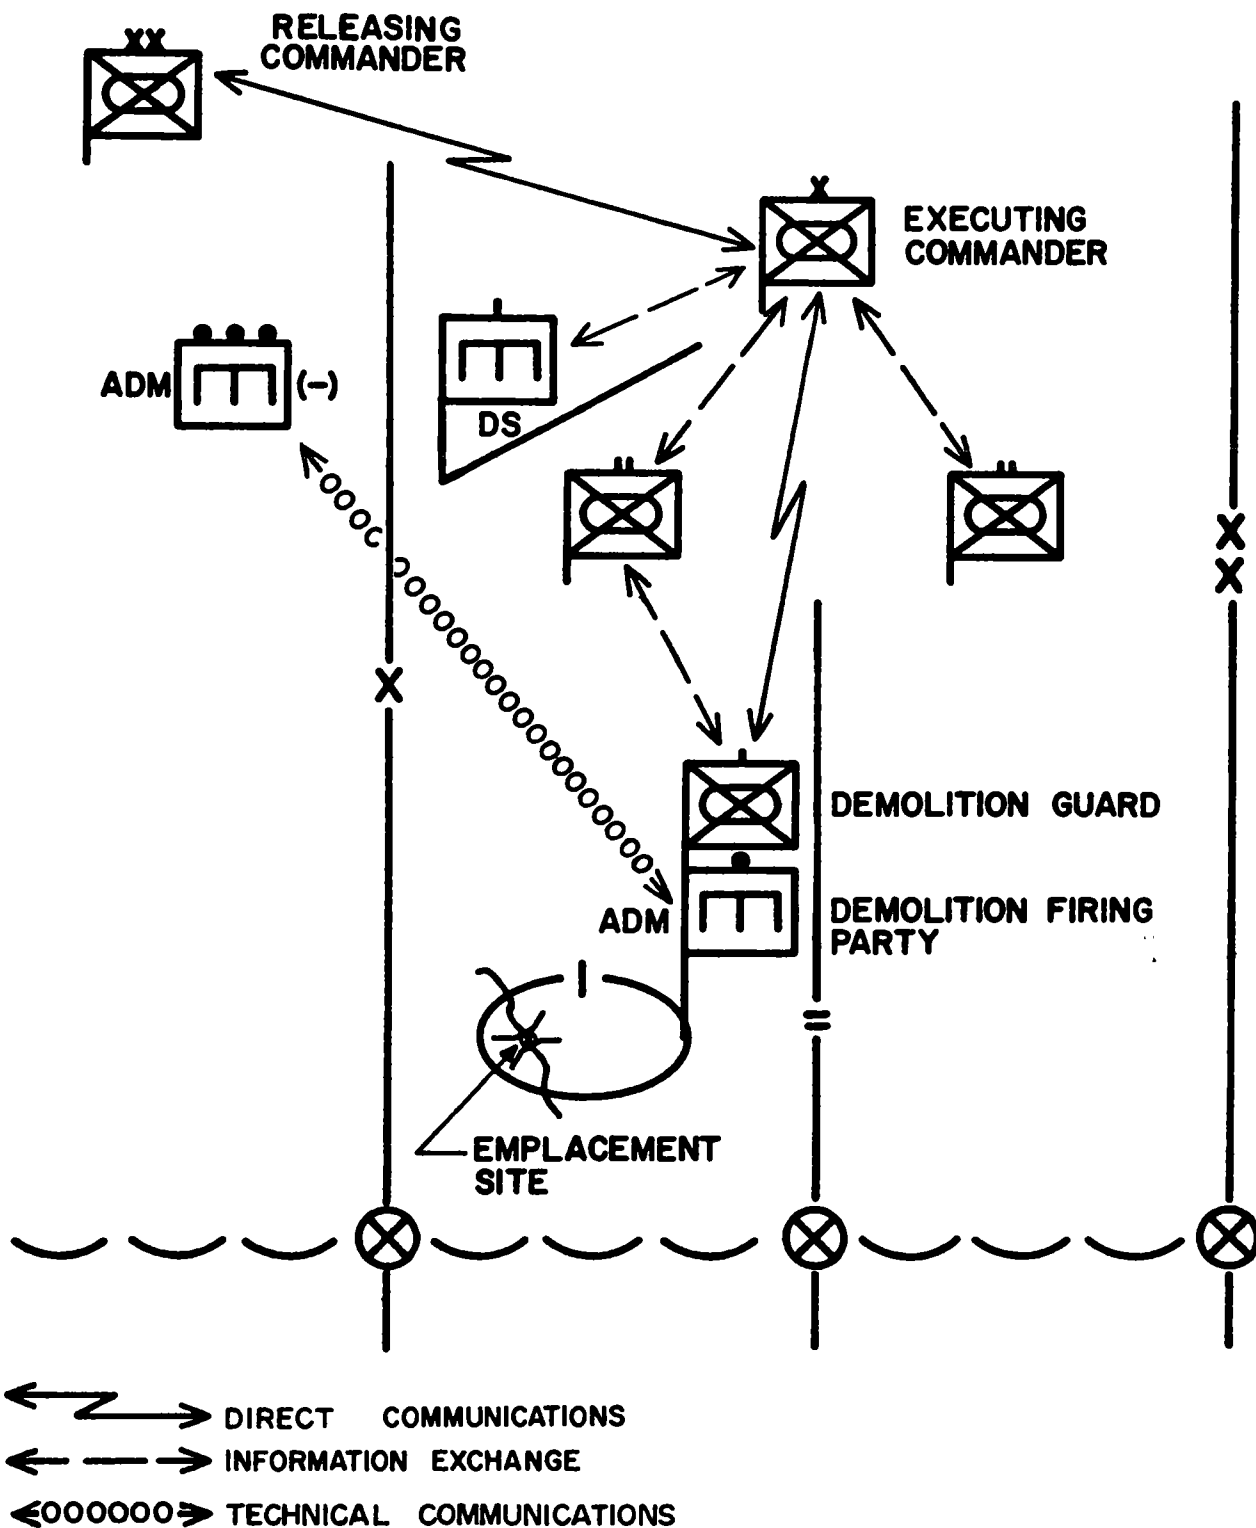 XX
RELEASING
COMMANDER
X
EXECUTING
COMMANDER
ADM
(-)
DS
X
X
X
DEMOLITION GUARD
ADM
DEMOLITION FIRING
PARTY
EMPLACEMENT
SITE
DIRECT COMMUNICATIONS
INFORMATION EXCHANGE
TECHNICAL COMMUNICATIONS